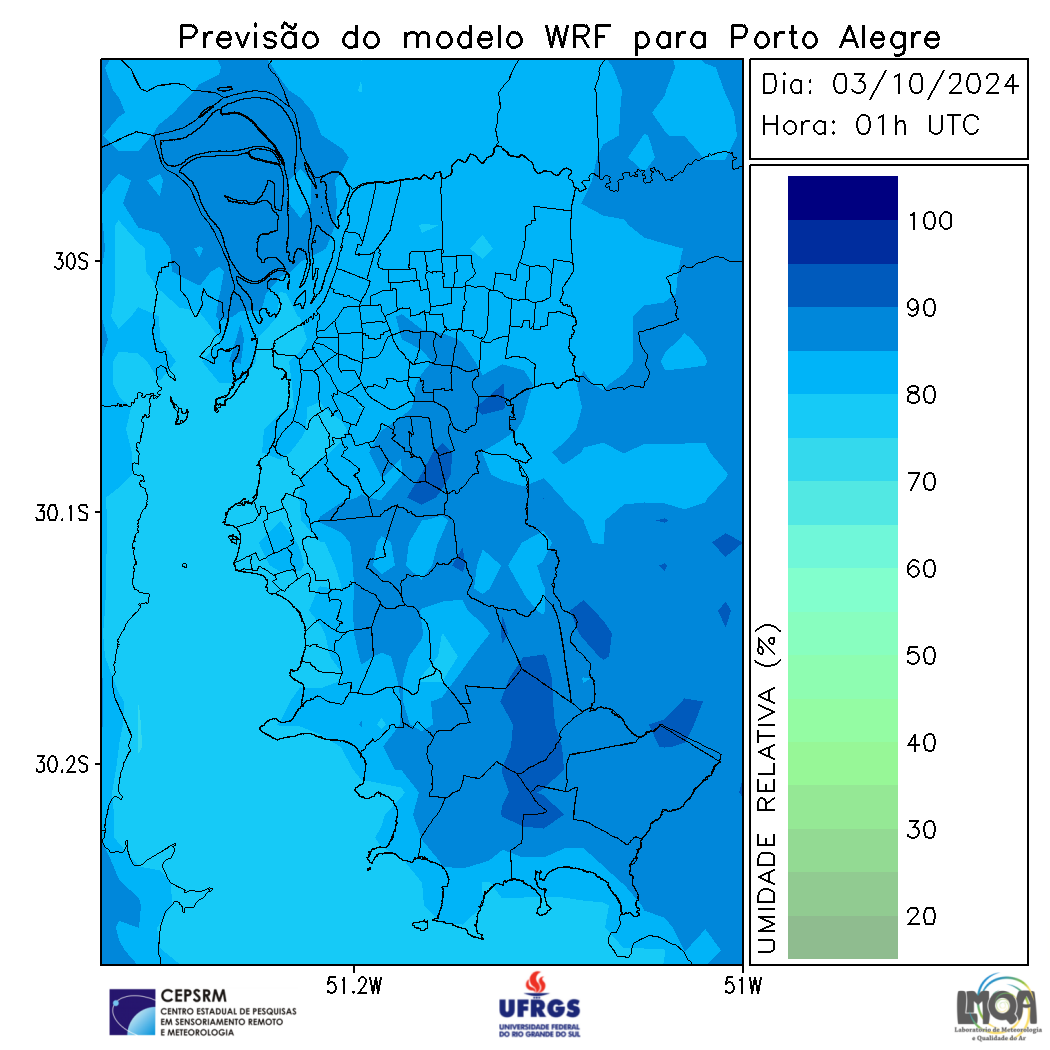 Previsão do modelo WRF para Porto Alegre
Dia: 03/10/2024
Hora: 01h UTC
30S
30.1S
30.2S
51.2W
51W
100
90
80
70
60
50
40
30
20
UMIDADE RELATIVA (%)
CEPSRM
CENTRO ESTADUAL DE PESQUISAS
EM SENSORIAMENTO REMOTO
E METEOROLOGIA
UFRGS
UNIVERSIDADE FEDERAL
DO RIO GRANDE DO SUL
LMQA
Laboratório de Meteorologia
e Qualidade do Ar